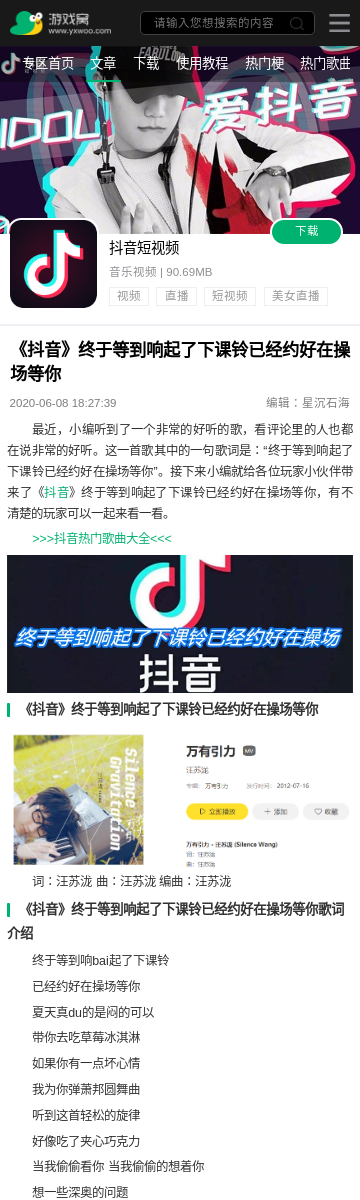 游戏窝
www.yxwoo.com
请输入您想搜索的内容
专区首页 文章 下载 使用教程 热门梗 热门歌曲
IDOL
爱抖音
下载
抖音短视频
音乐视频 | 90.69MB
视频 直播 短视频 美女直播
《抖音》终于等到响起了下课铃已经约好在操
场等你
2020-06-08 18:27:39 编辑：星沉石海
最近，小编听到了一个非常的好听的歌，看评论里的人也都
在说非常的好听。这一首歌其中的一句歌词是：“终于等到响起了
下课铃已经约好在操场等你”。接下来小编就给各位玩家小伙伴带
来了《抖音》终于等到响起了下课铃已经约好在操场等你，有不
清楚的玩家可以一起来看一看。
>>>抖音热门歌曲大全<<<
终于等到响起了下课铃已经约好在操场
抖音
《抖音》终于等到响起了下课铃已经约好在操场等你
Silence
Gravitation
万有引力 MV
汪苏泷
专辑：万有引力 发行时间：2012-07-16
立即播放 添加 收藏
万有引力 - 汪苏泷 (Silence Wang)
词：汪苏泷
曲：汪苏泷
词：汪苏泷 曲：汪苏泷 编曲：汪苏泷
《抖音》终于等到响起了下课铃已经约好在操场等你歌词
介绍
终于等到响bai起了下课铃
已经约好在操场等你
夏天真du的是闷的可以
带你去吃草莓冰淇淋
如果你有一点坏心情
我为你弹萧邦圆舞曲
听到这首轻松的旋律
好像吃了夹心巧克力
当我偷偷看你 当我偷偷的想着你
想一些深奥的问题